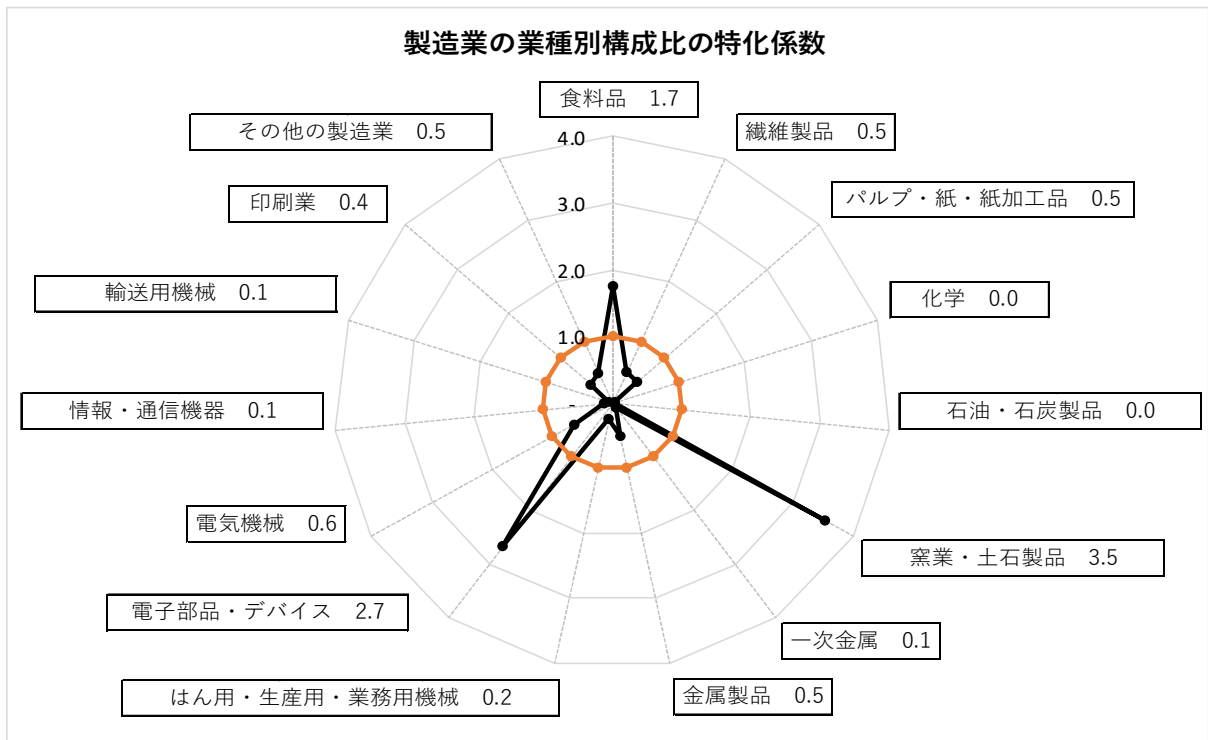 製造業の業種別構成比の特化係数
食料品　1.7
繊維製品　0.5
パルプ・紙・紙加工品　0.5
化学　0.0
石油・石炭製品　0.0
窯業・土石製品　3.5
一次金属　0.1
金属製品　0.5
はん用・生産用・業務用機械　0.2
電子部品・デバイス　2.7
電気機械　0.6
情報・通信機器　0.1
輸送用機械　0.1
印刷業　0.4
その他の製造業　0.5
4.0
3.0
2.0
1.0
-